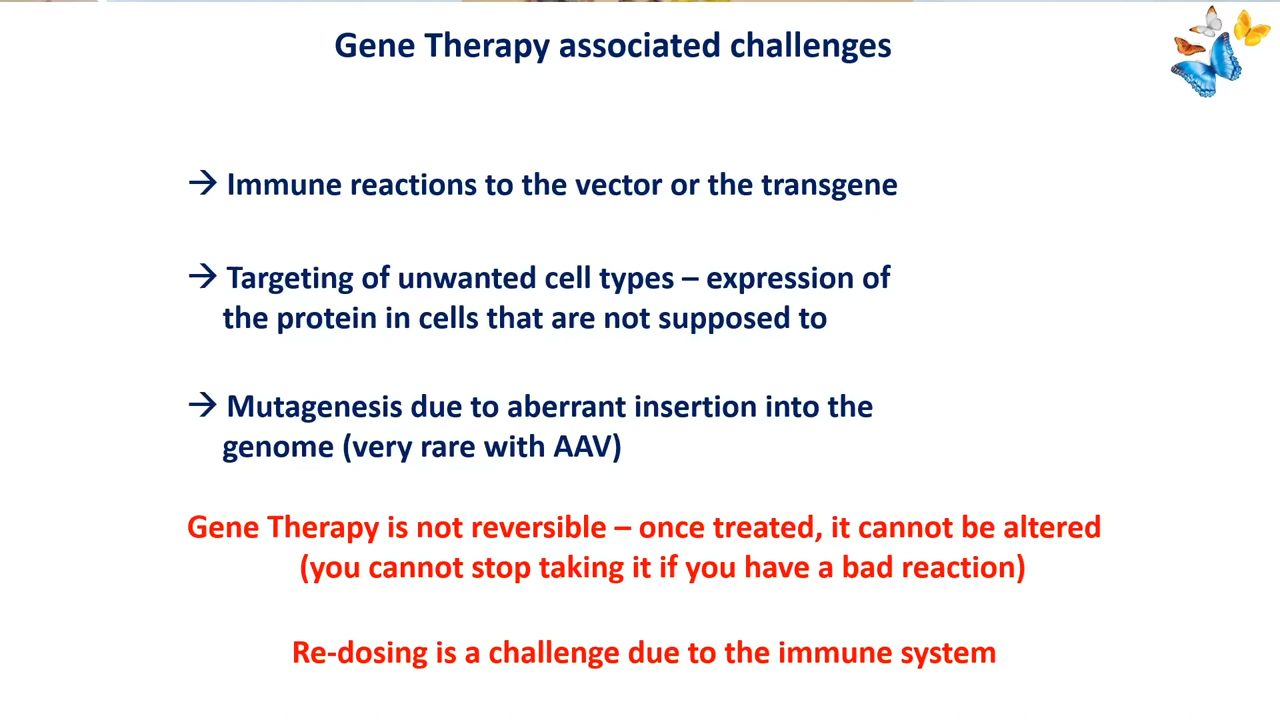 Gene Therapy associated challenges
→ Immune reactions to the vector or the transgene
→ Targeting of unwanted cell types – expression of
the protein in cells that are not supposed to
→ Mutagenesis due to aberrant insertion into the
genome (very rare with AAV)
Gene Therapy is not reversible – once treated, it cannot be altered
(you cannot stop taking it if you have a bad reaction)
Re-dosing is a challenge due to the immune system